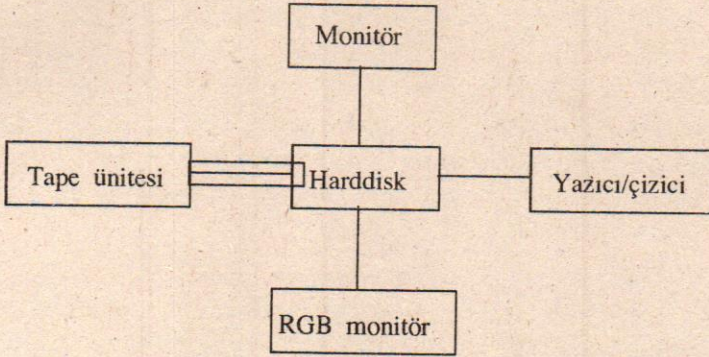 Monitör
Tape ünitesi
Harddisk
Yazıcı/çizici
RGB monitör